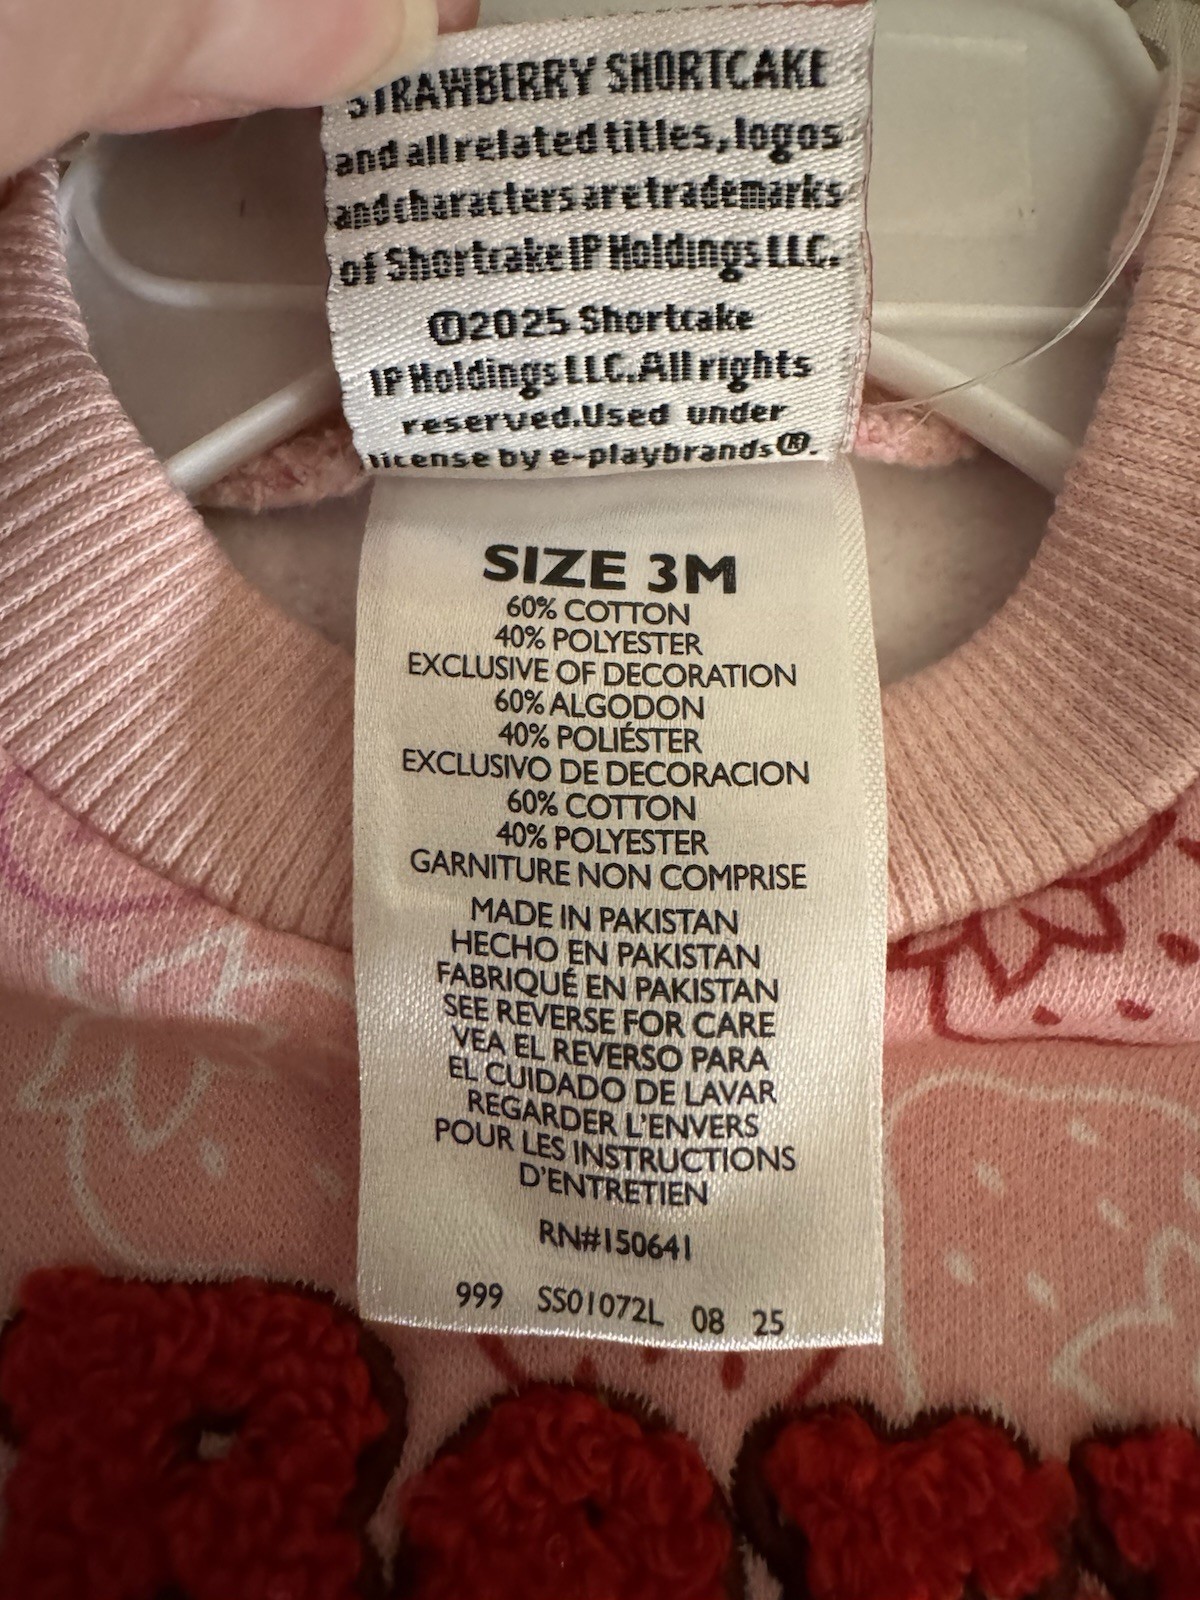 STRAWBERRY SHORTCAKE
and all related titles, logos
and characters are trademarks
of Shortcake IP Holdings LLC.
©2025 Shortcake
IP Holdings LLC. All rights
reserved. Used under
license by e-playbrands®.
SIZE 3M
60% COTTON
40% POLYESTER
EXCLUSIVE OF DECORATION
60% ALGODON
40% POLIÉSTER
EXCLUSIVO DE DECORACION
60% COTTON
40% POLYESTER
GARNITURE NON COMPRISE
MADE IN PAKISTAN
HECHO EN PAKISTAN
FABRIQUÉ EN PAKISTAN
SEE REVERSE FOR CARE
VEA EL REVERSO PARA
EL CUIDADO DE LAVAR
REGARDER L'ENVERS
POUR LES INSTRUCTIONS
D'ENTRETIEN
RN#150641
999 SS01072L 08 25